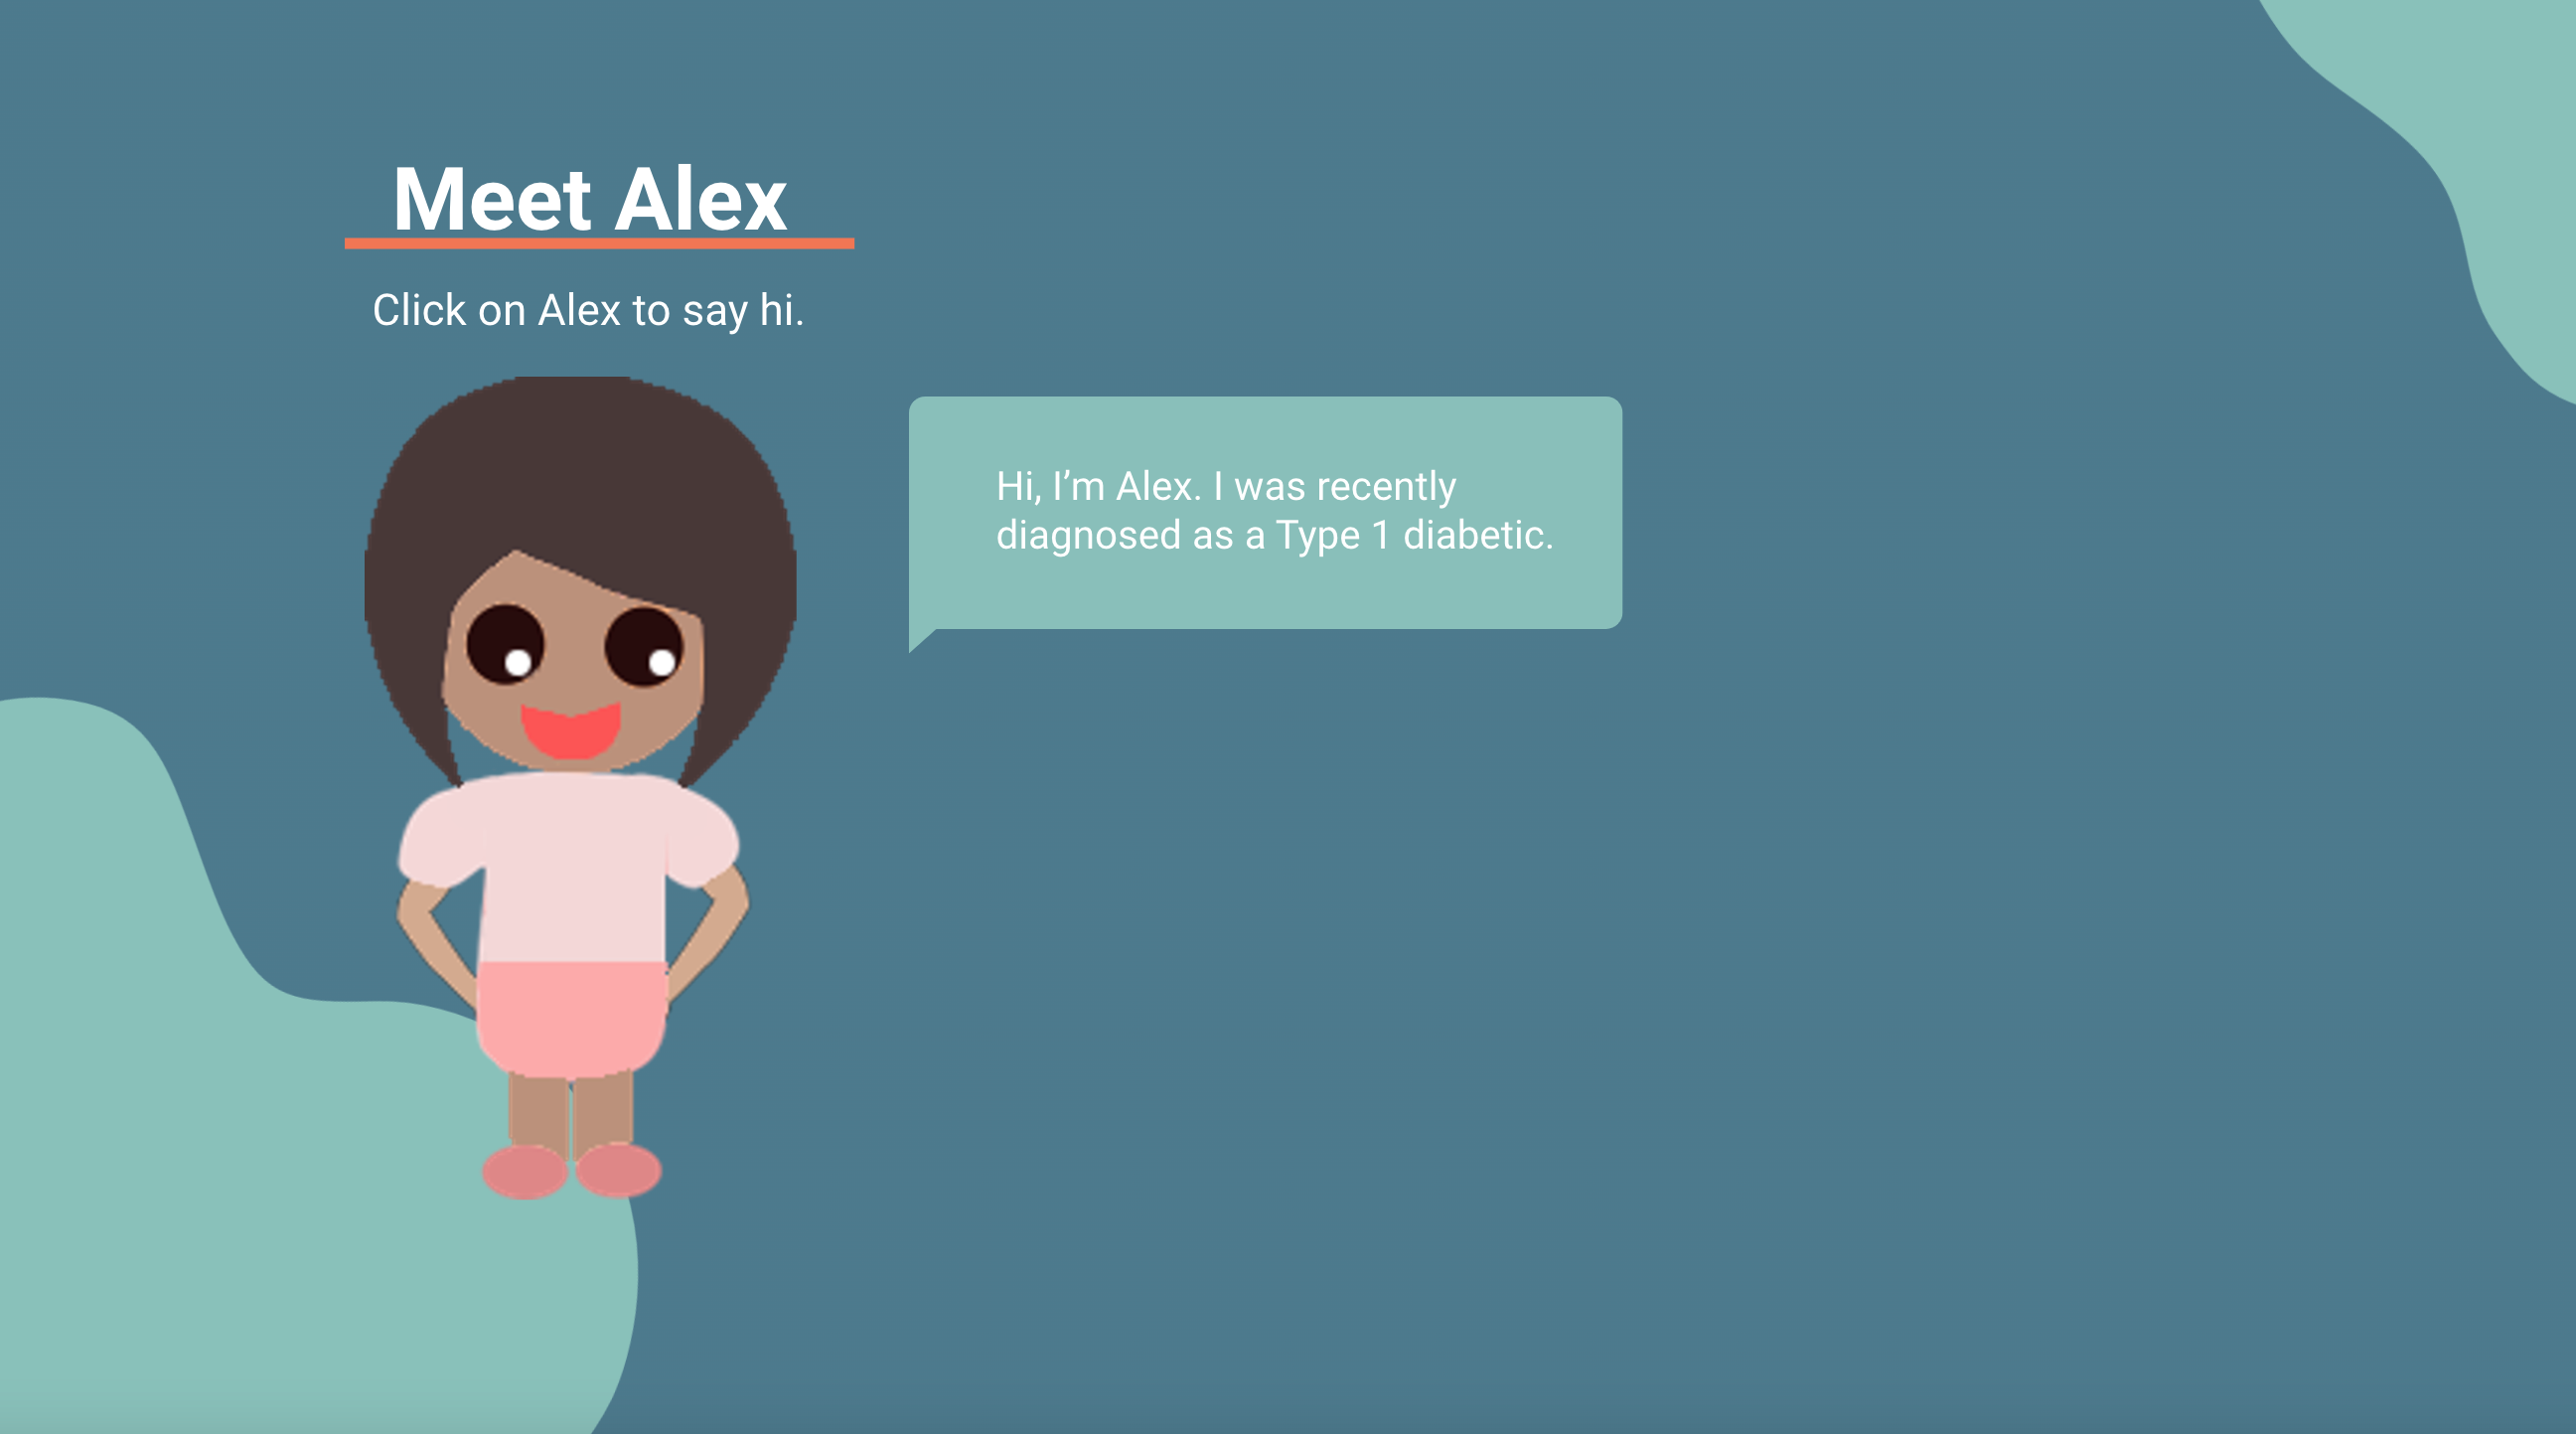 Meet Alex
Click on Alex to say hi.
Hi, I’m Alex. I was recently
diagnosed as a Type 1 diabetic.